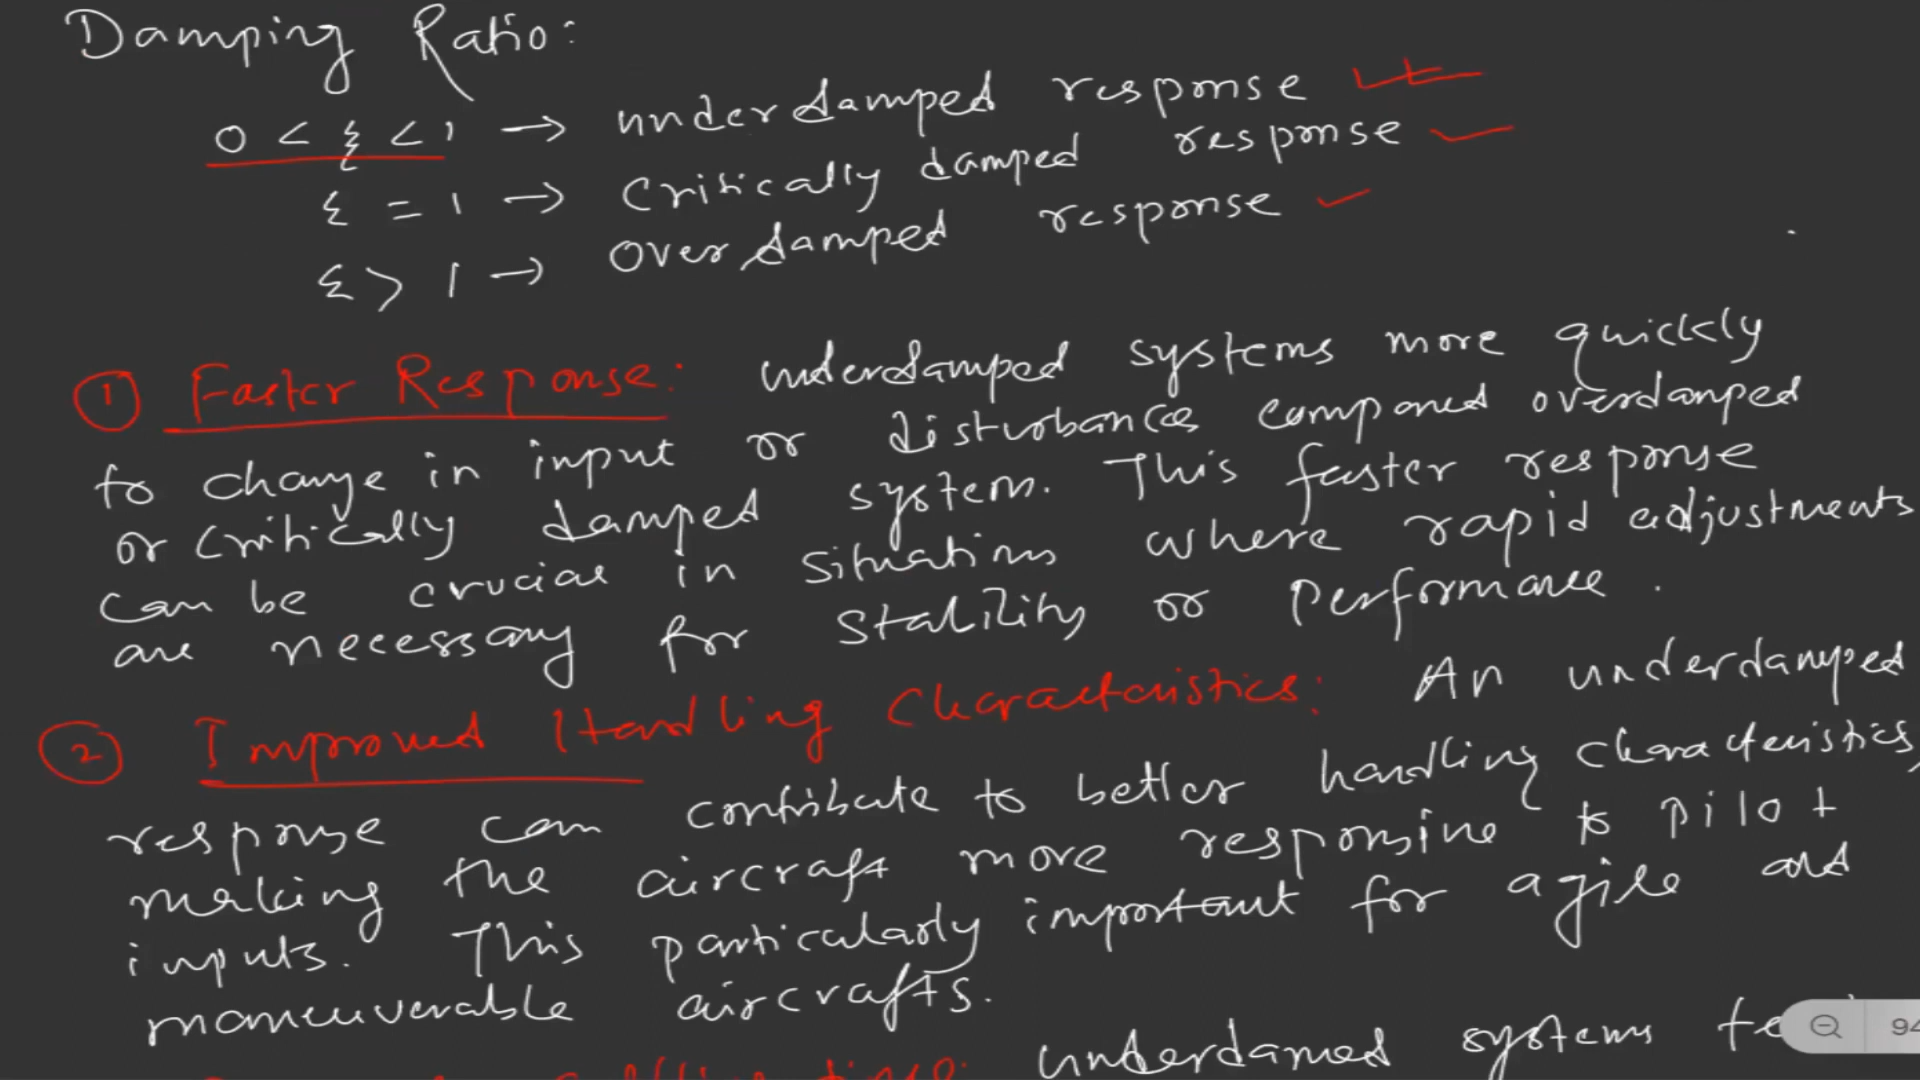 Damping Ratio:
0 < ξ < 1 → underdamped response
ξ = 1 → Critically damped response
ξ > 1 → Overdamped response
① Faster Response: underdamped systems more quickly
to change in input or disturbances compared overdamped
or critically damped system. This faster response
can be crucial in situations where rapid adjustments
are necessary for stability or performance.
② Improved Handling Characteristics: An underdamped
response can contribute to better handling characteristics,
making the aircraft more responsive to pilot
inputs. This particularly important for agile and
maneuverable aircrafts.
underdamed systems te
94